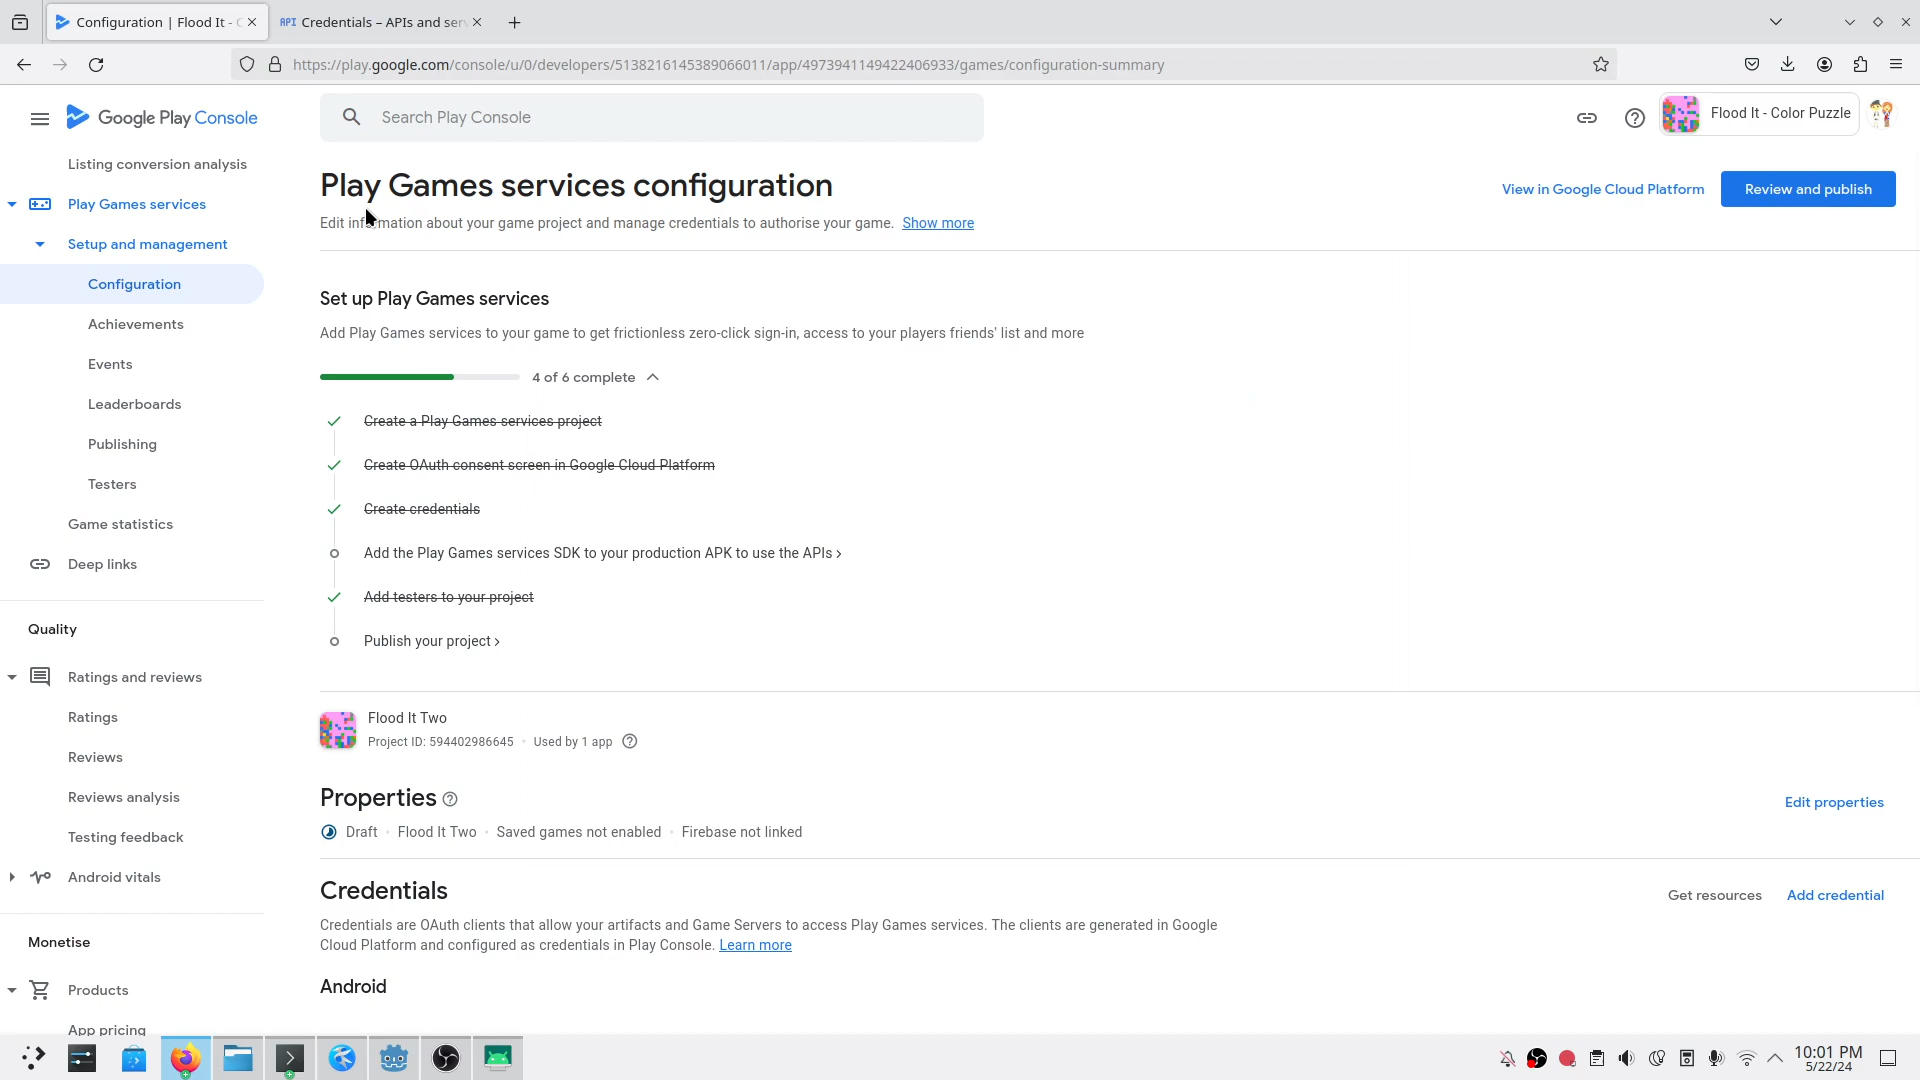 Configuration | Flood It -
Credentials – APIs and ser
https://play.google.com/console/u/0/developers/5138216145389066011/app/4973941149422406933/games/configuration-summary
Google Play Console
Search Play Console
Flood It - Color Puzzle
Listing conversion analysis
Play Games services
Setup and management
Configuration
Achievements
Events
Leaderboards
Publishing
Testers
Game statistics
Deep links
Quality
Ratings and reviews
Ratings
Reviews
Reviews analysis
Testing feedback
Android vitals
Monetise
Products
App pricing
Play Games services configuration
View in Google Cloud Platform
Review and publish
Edit information about your game project and manage credentials to authorise your game. Show more
Set up Play Games services
Add Play Games services to your game to get frictionless zero-click sign-in, access to your players friends' list and more
4 of 6 complete
Create a Play Games services project
Create OAuth consent screen in Google Cloud Platform
Create credentials
Add the Play Games services SDK to your production APK to use the APIs ›
Add testers to your project
Publish your project ›
Flood It Two
Project ID: 594402986645 · Used by 1 app
Properties
Edit properties
Draft · Flood It Two · Saved games not enabled · Firebase not linked
Credentials
Get resources
Add credential
Credentials are OAuth clients that allow your artifacts and Game Servers to access Play Games services. The clients are generated in Google
Cloud Platform and configured as credentials in Play Console. Learn more
Android
10:01 PM
5/22/24